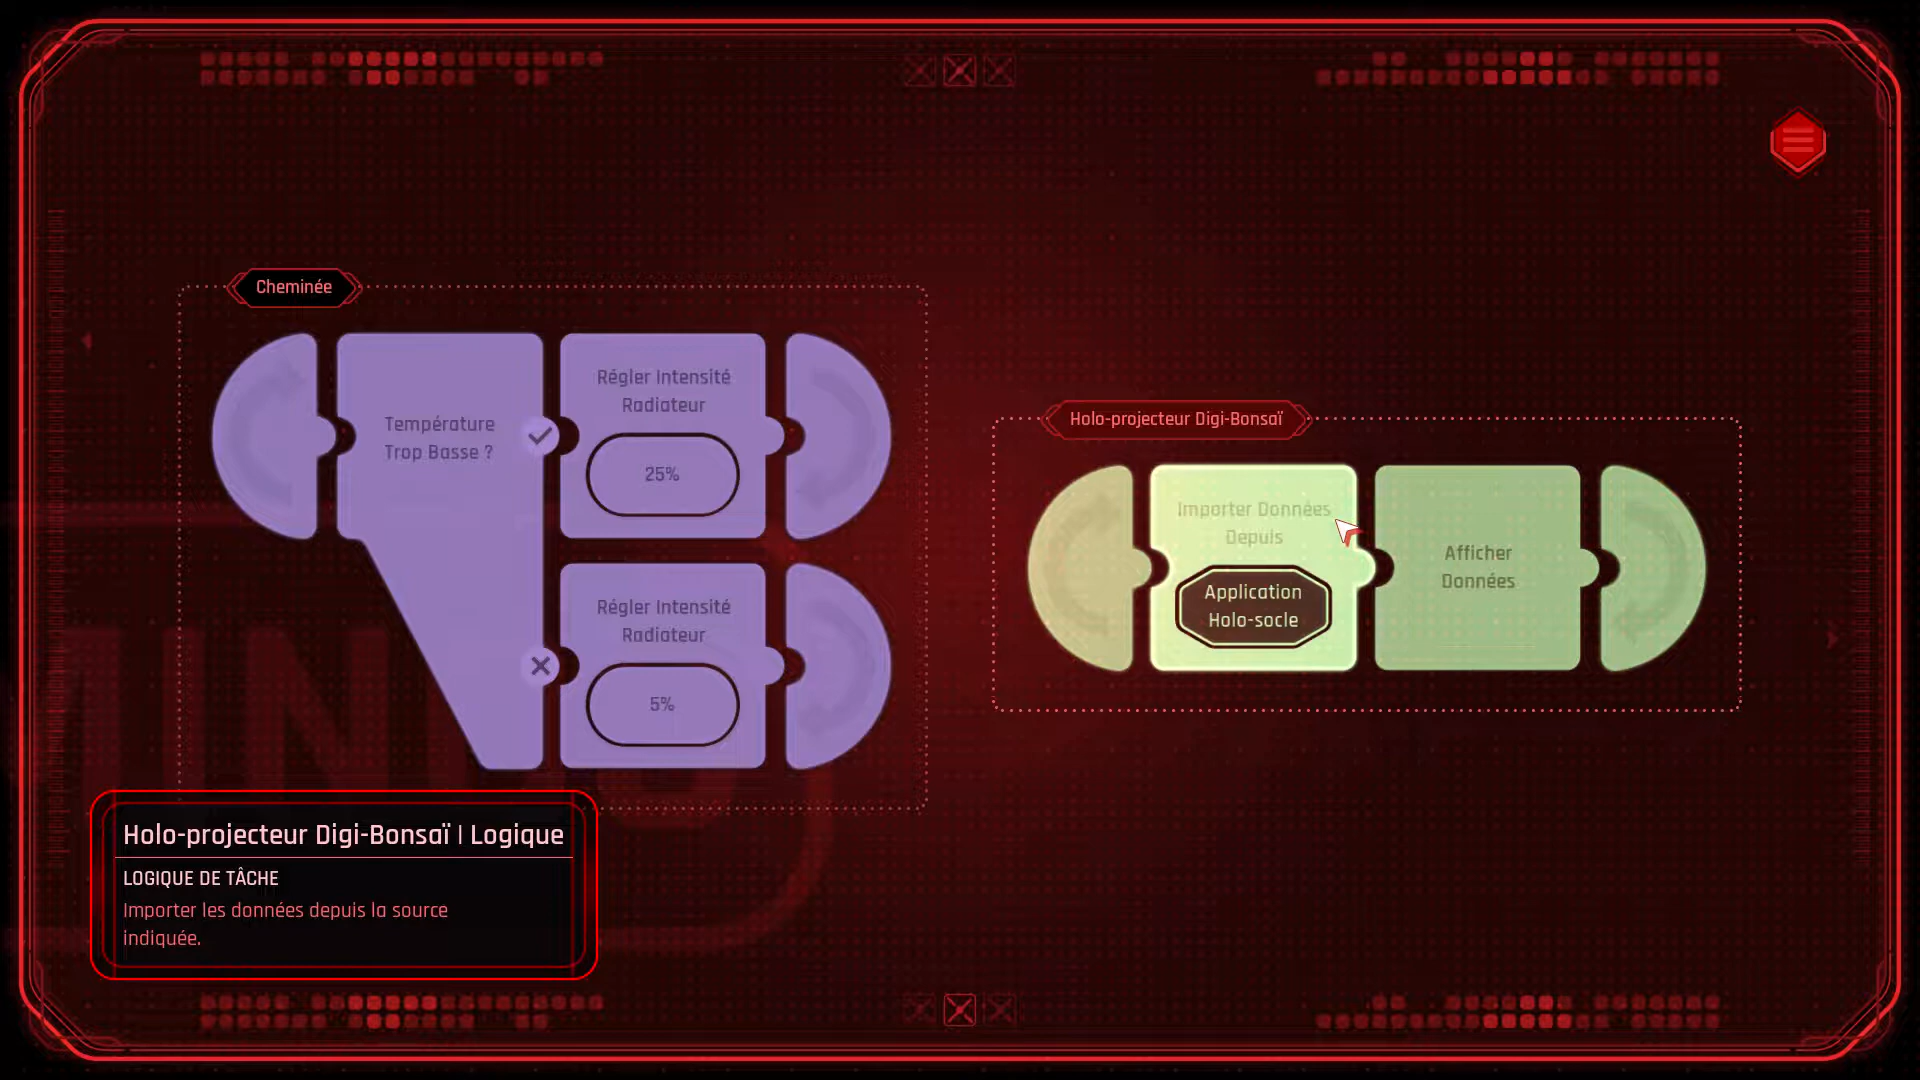 Cheminée
Température
Trop Basse ?
Régler Intensité
Radiateur
25%
Régler Intensité
Radiateur
5%
Holo-projecteur Digi-Bonsaï
Importer Données
Depuis
Application
Holo-socle
Afficher
Données
Holo-projecteur Digi-Bonsaï | Logique
LOGIQUE DE TÂCHE
Importer les données depuis la source
indiquée.